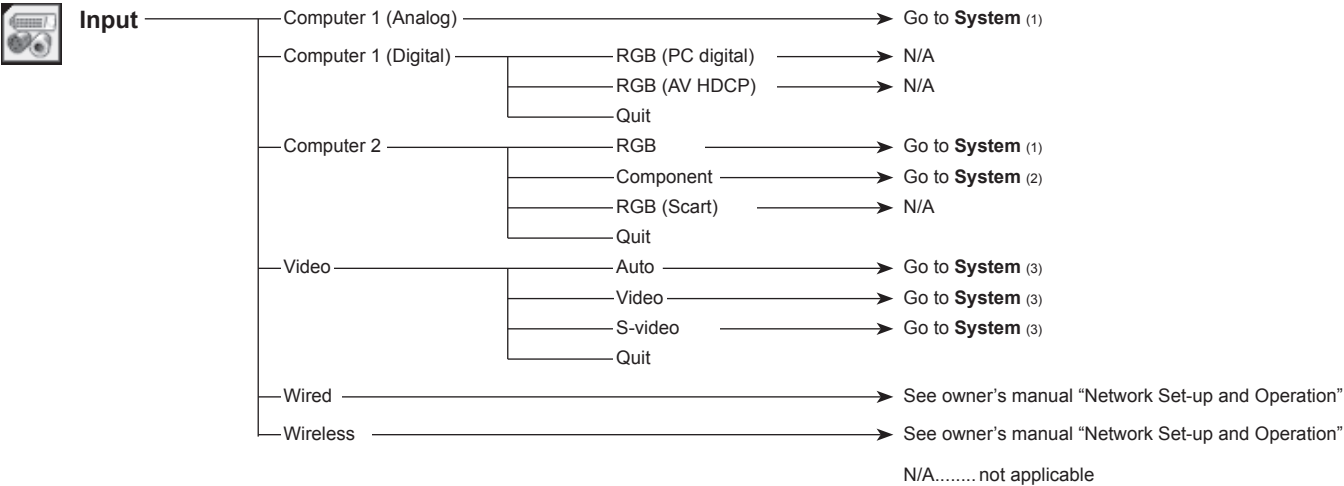 Input Computer 1 (Analog) Go to System (1)
Computer 1 (Digital) RGB (PC digital) N/A
RGB (AV HDCP) N/A
Quit
Computer 2 RGB Go to System (1)
Component Go to System (2)
RGB (Scart) N/A
Quit
Video Auto Go to System (3)
Video Go to System (3)
S-video Go to System (3)
Quit
Wired See owner’s manual “Network Set-up and Operation”
Wireless See owner’s manual “Network Set-up and Operation”
N/A........ not applicable